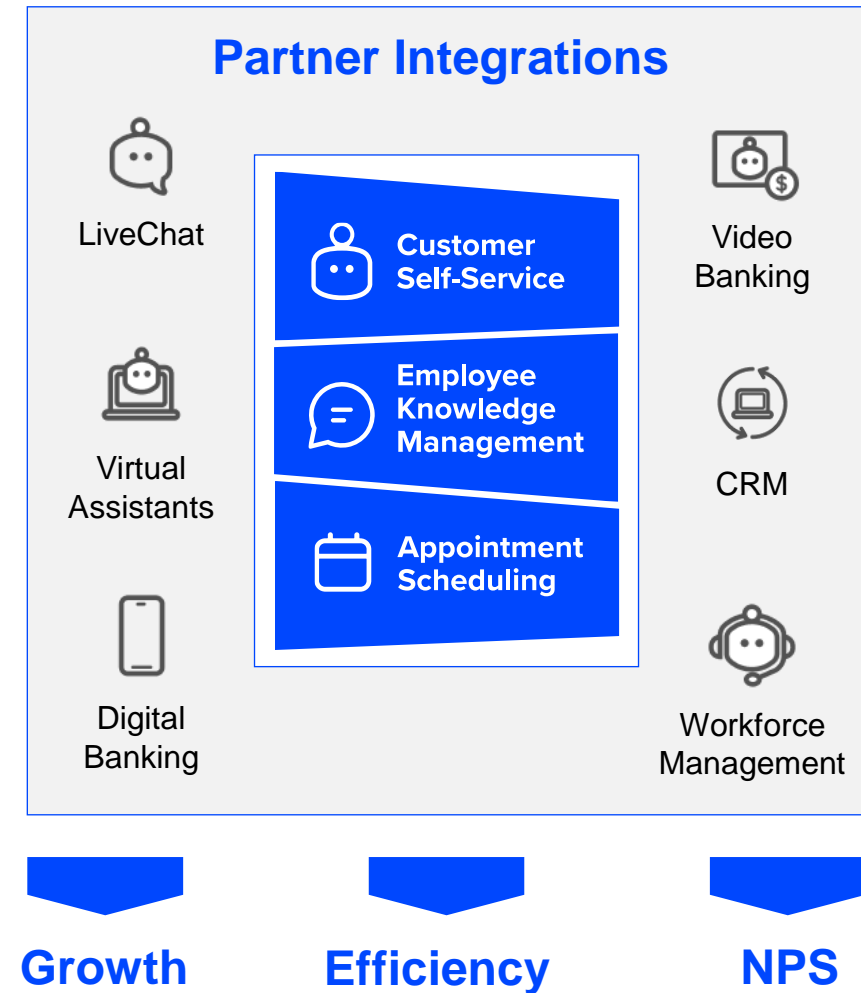 Partner Integrations
LiveChat
Virtual
Assistants
Digital
Banking
Customer
Self-Service
Employee
Knowledge
Management
Appointment
Scheduling
Video
Banking
$
CRM
Workforce
Management
Growth
Efficiency
NPS